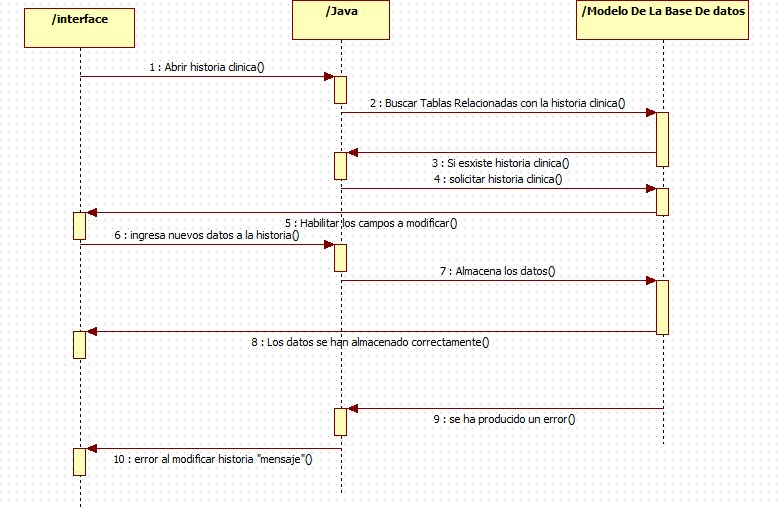 /interface
/Java
/Modelo De La Base De datos
1 : Abrir historia clinica()
2 : Buscar Tablas Relacionadas con la historia clinica()
3 : Si esxiste historia clinica()
4 : solicitar historia clinica()
5 : Habilitar los campos a modificar()
6 : ingresa nuevos datos a la historia()
7 : Almacena los datos()
8 : Los datos se han almacenado correctamente()
9 : se ha producido un error()
10 : error al modificar historia "mensaje"()